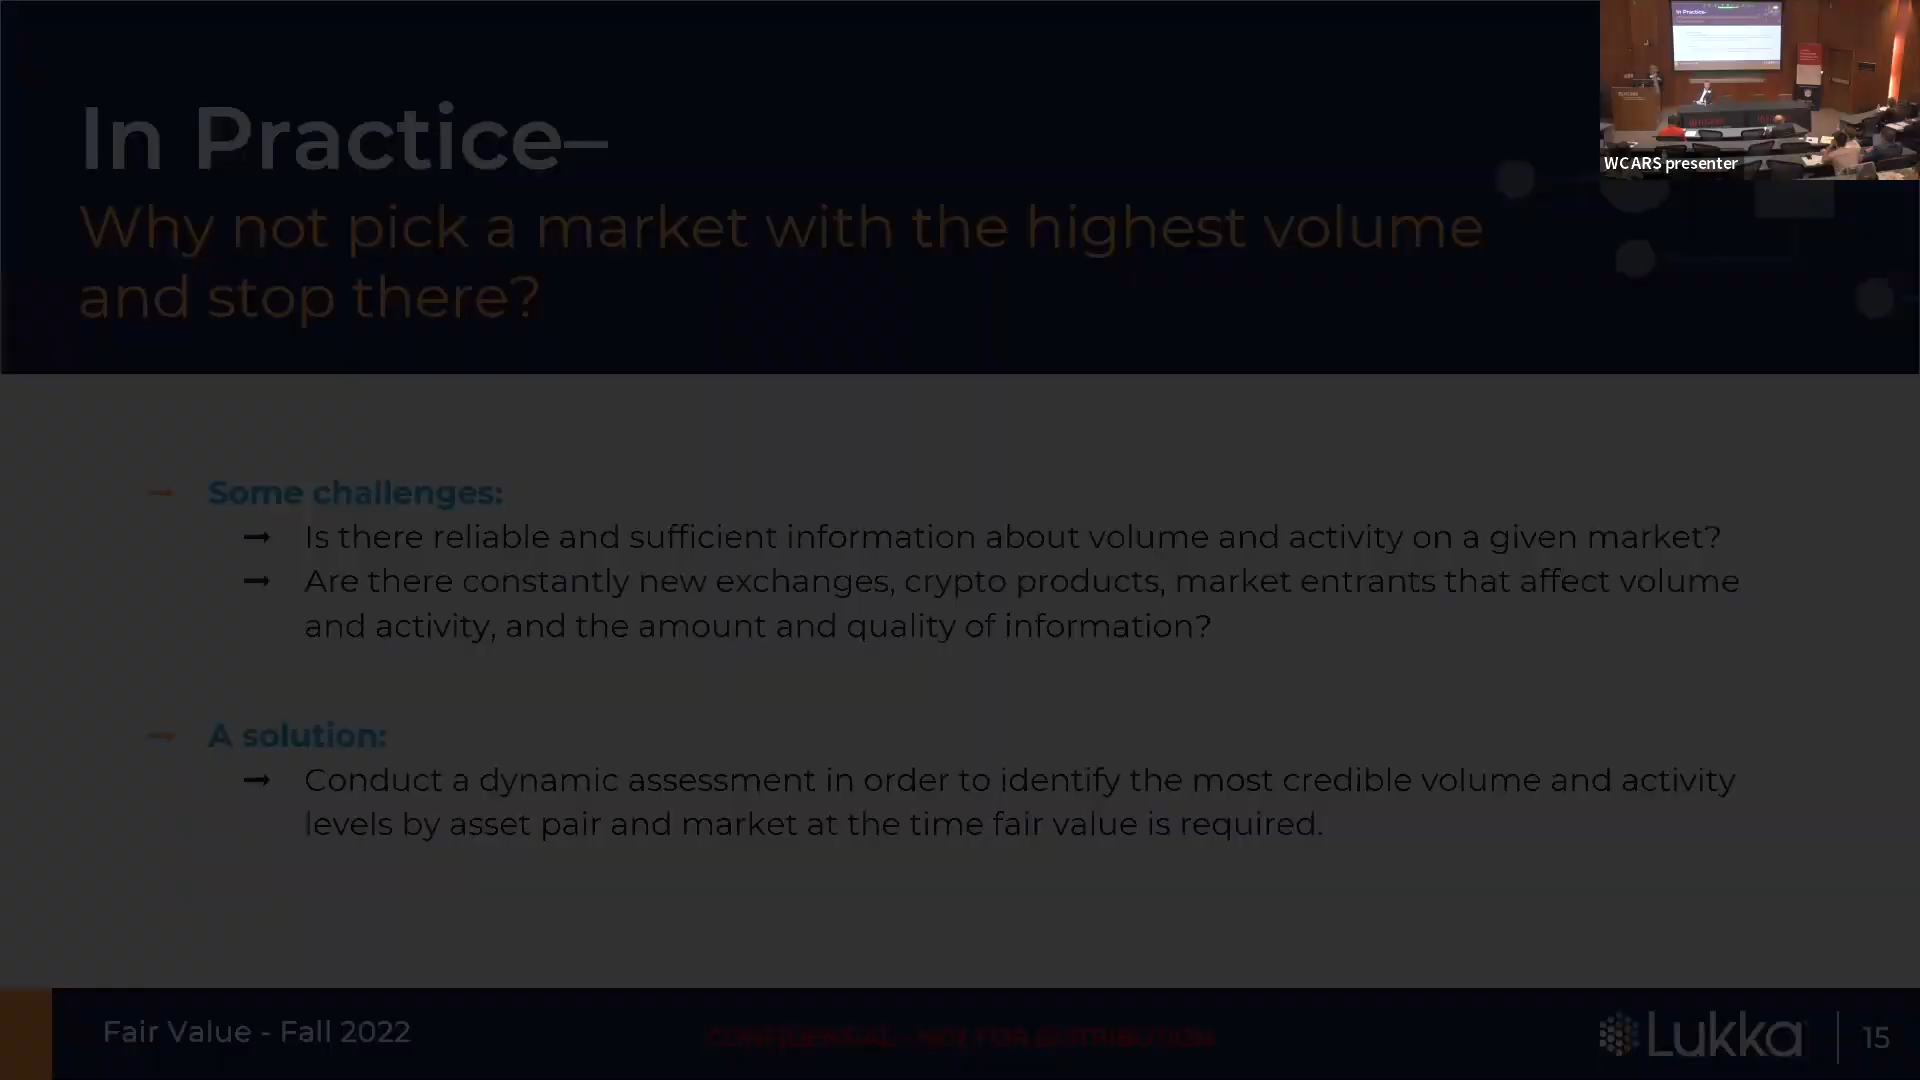 In Practice–
Why not pick a market with the highest volume
and stop there?
WCARS presenter
→ Some challenges:
→ Is there reliable and sufficient information about volume and activity on a given market?
→ Are there constantly new exchanges, crypto products, market entrants that affect volume
and activity, and the amount and quality of information?
→ A solution:
→ Conduct a dynamic assessment in order to identify the most credible volume and activity
levels by asset pair and market at the time fair value is required.
Fair Value - Fall 2022
CONFIDENTIAL - NOT FOR DISTRIBUTION
Lukka
15
In Practice–